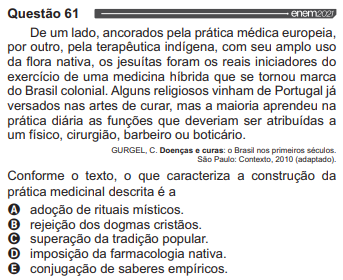 Questão 61 enem2021
De um lado, ancorados pela prática médica europeia,
por outro, pela terapêutica indígena, com seu amplo uso
da flora nativa, os jesuítas foram os reais iniciadores do
exercício de uma medicina híbrida que se tornou marca
do Brasil colonial. Alguns religiosos vinham de Portugal já
versados nas artes de curar, mas a maioria aprendeu na
prática diária as funções que deveriam ser atribuídas a
um físico, cirurgião, barbeiro ou boticário.
GURGEL, C. Doenças e curas: o Brasil nos primeiros séculos.
São Paulo: Contexto, 2010 (adaptado).
Conforme o texto, o que caracteriza a construção da
prática medicinal descrita é a
A adoção de rituais místicos.
B rejeição dos dogmas cristãos.
C superação da tradição popular.
D imposição da farmacologia nativa.
E conjugação de saberes empíricos.